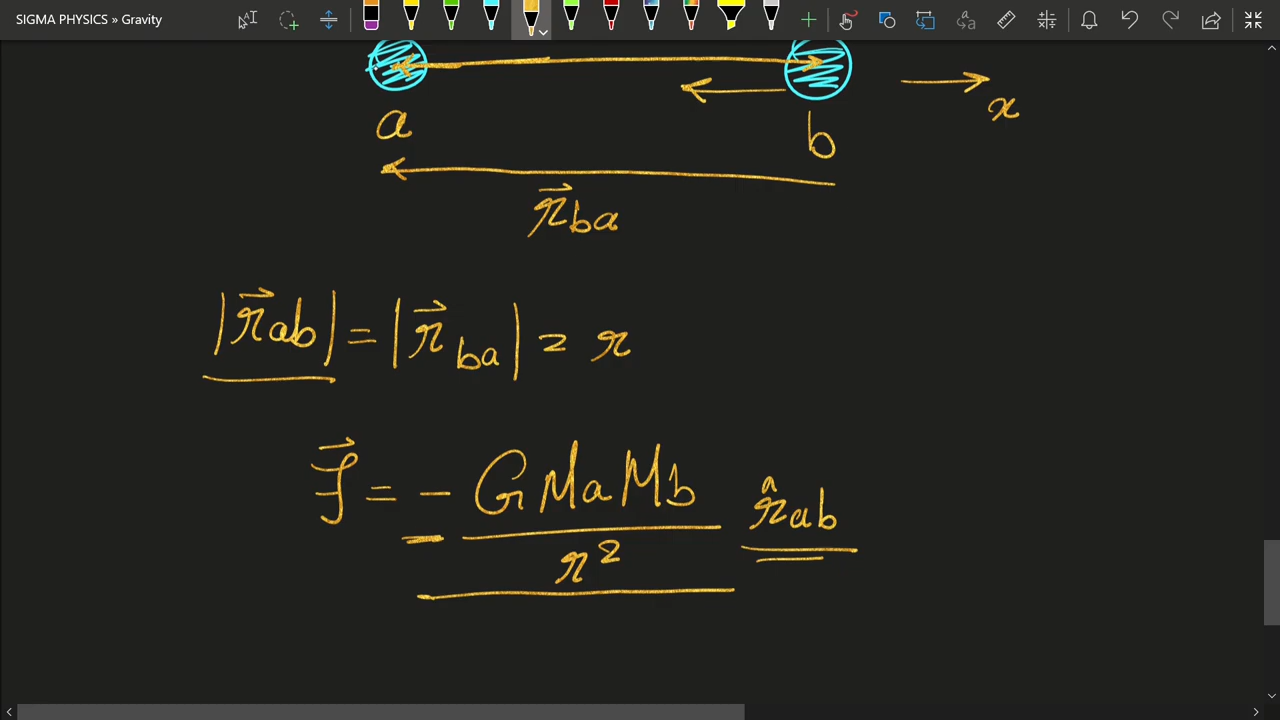 SIGMA PHYSICS » Gravity
a b x
r⃗ba
|r⃗ab| = |r⃗ba| = r
F⃗ = - GMaMb / r² r̂ab